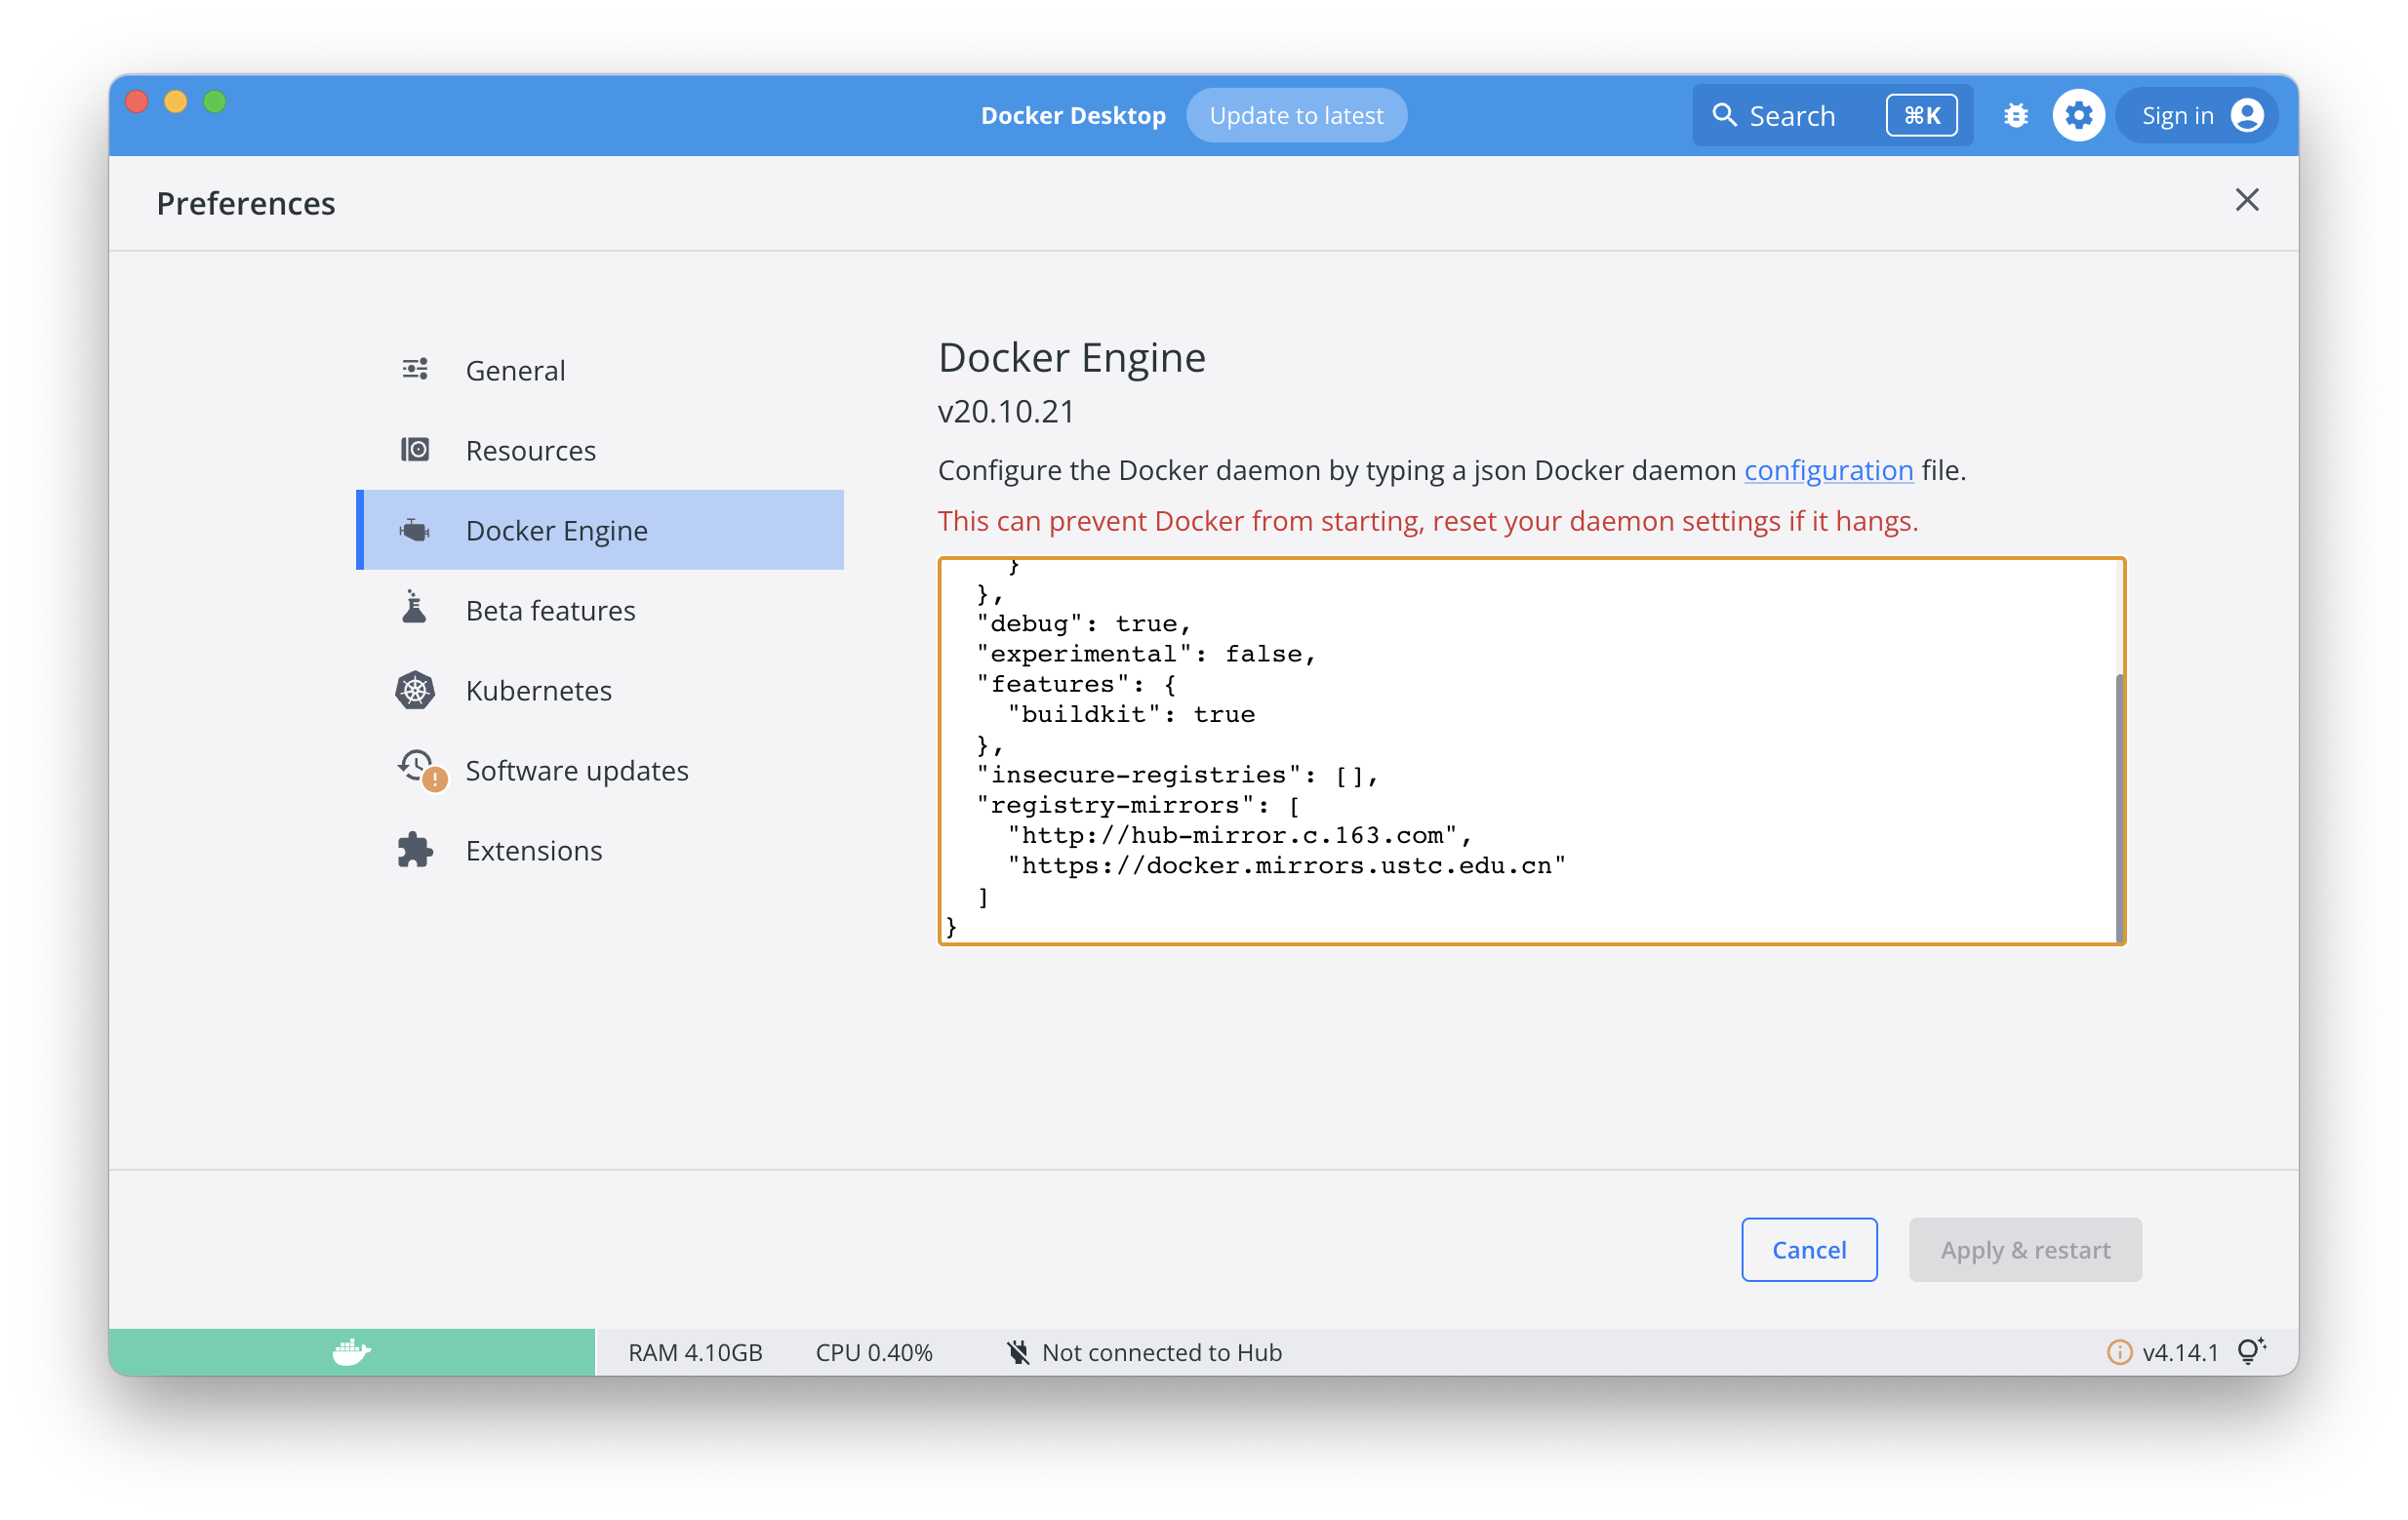 Docker Desktop
Update to latest
Search
⌘K
Sign in
Preferences
General
Resources
Docker Engine
Beta features
Kubernetes
Software updates
Extensions
Docker Engine
v20.10.21
Configure the Docker daemon by typing a json Docker daemon configuration file.
This can prevent Docker from starting, reset your daemon settings if it hangs.
    }
  },
  "debug": true,
  "experimental": false,
  "features": {
    "buildkit": true
  },
  "insecure-registries": [],
  "registry-mirrors": [
    "http://hub-mirror.c.163.com",
    "https://docker.mirrors.ustc.edu.cn"
  ]
}
Cancel
Apply & restart
RAM 4.10GB
CPU 0.40%
Not connected to Hub
v4.14.1